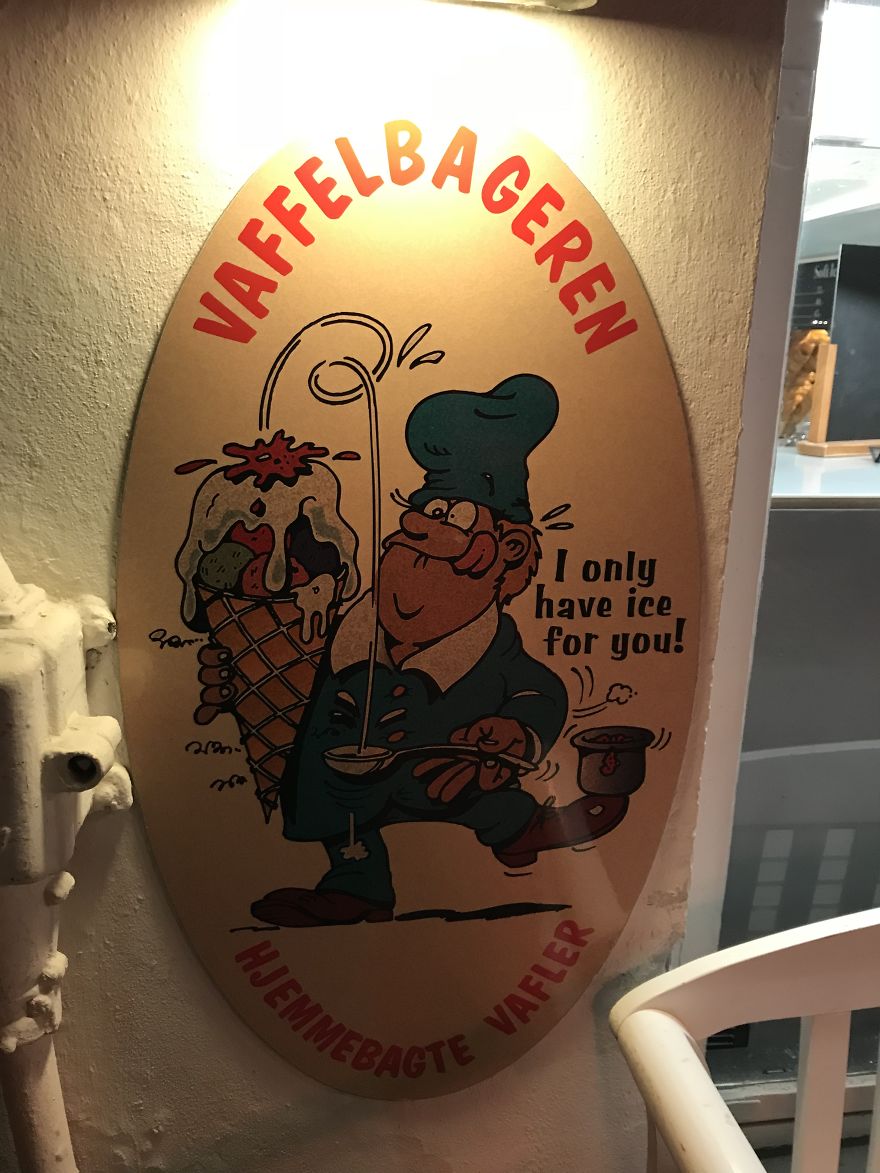 VAFFELBAGEREN
I only
have ice
for you!
HJEMMEBAGTE VAFLER